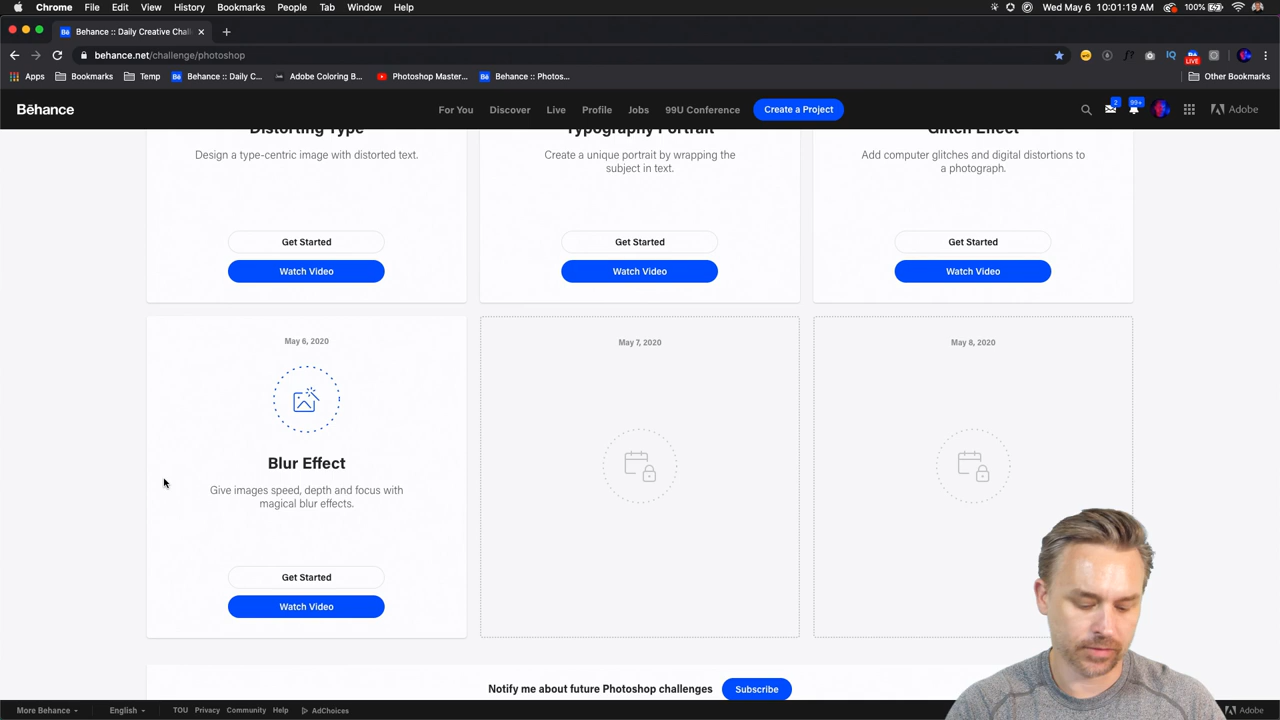 Chrome File Edit View History Bookmarks People Tab Window Help
100% Wed May 6 10:01:19 AM
Behance :: Daily Creative Chall
behance.net/challenge/photoshop
LIVE
Apps Bookmarks Temp Behance :: Daily C... Adobe Coloring B... Photoshop Master... Behance :: Photos... Other Bookmarks
Bēhance For You Discover Live Profile Jobs 99U Conference Create a Project 2 99+ Adobe
Distorting Type
Design a type-centric image with distorted text.
Get Started
Watch Video
Typography Portrait
Create a unique portrait by wrapping the
subject in text.
Get Started
Watch Video
Glitch Effect
Add computer glitches and digital distortions to
a photograph.
Get Started
Watch Video
May 6, 2020
Blur Effect
Give images speed, depth and focus with
magical blur effects.
Get Started
Watch Video
May 7, 2020
May 8, 2020
Notify me about future Photoshop challenges Subscribe
More Behance English TOU Privacy Community Help AdChoices Adobe